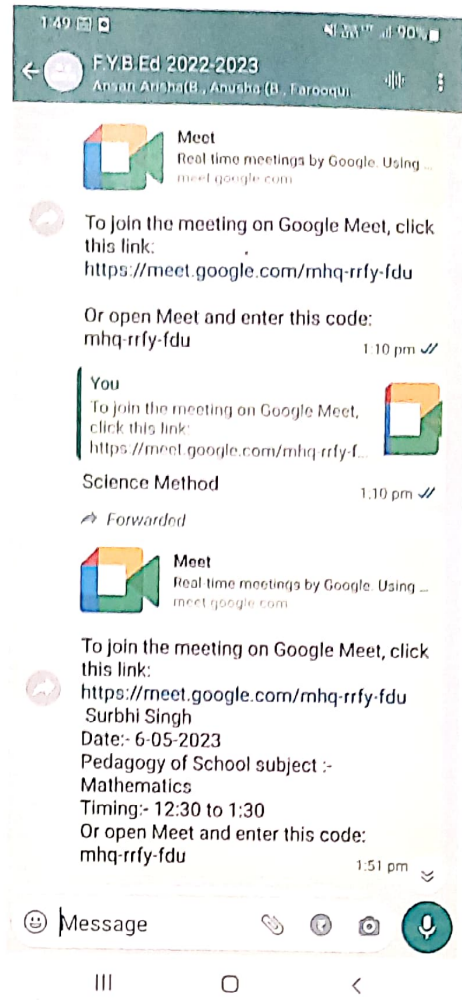 1:49
90%
F.Y.B.Ed 2022-2023
Ansari Arisha(B , Anusha (B , Farooqui
Meet
Real time meetings by Google. Using ...
meet.google.com
To join the meeting on Google Meet, click
this link:
https://meet.google.com/mhq-rrfy-fdu
Or open Meet and enter this code:
mhq-rrfy-fdu
1:10 pm
You
To join the meeting on Google Meet,
click this link:
https://meet.google.com/mhq-rrfy-f...
Science Method
1:10 pm
Forwarded
Meet
Real time meetings by Google. Using ...
meet.google.com
To join the meeting on Google Meet, click
this link:
https://meet.google.com/mhq-rrfy-fdu
Surbhi Singh
Date:- 6-05-2023
Pedagogy of School subject :-
Mathematics
Timing:- 12:30 to 1:30
Or open Meet and enter this code:
mhq-rrfy-fdu
1:51 pm
Message